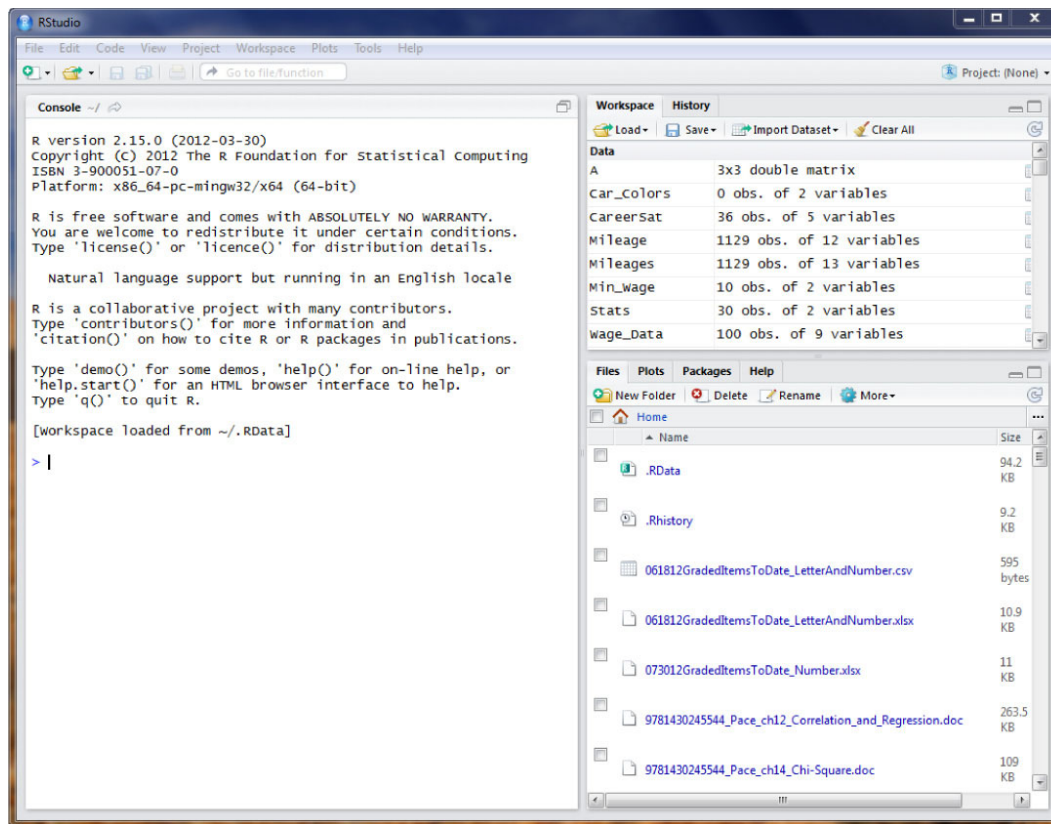 RStudio
File Edit Code View Project Workspace Plots Tools Help
Go to file/function
Project: (None)
Console ~/
R version 2.15.0 (2012-03-30)
Copyright (C) 2012 The R Foundation for Statistical Computing
ISBN 3-900051-07-0
Platform: x86_64-pc-mingw32/x64 (64-bit)
R is free software and comes with ABSOLUTELY NO WARRANTY.
You are welcome to redistribute it under certain conditions.
Type 'license()' or 'licence()' for distribution details.
Natural language support but running in an English locale
R is a collaborative project with many contributors.
Type 'contributors()' for more information and
'citation()' on how to cite R or R packages in publications.
Type 'demo()' for some demos, 'help()' for on-line help, or
'help.start()' for an HTML browser interface to help.
Type 'q()' to quit R.
[Workspace loaded from ~/.RData]
>
Workspace History
Load Save Import Dataset Clear All
Data
A 3x3 double matrix
Car_Colors 0 obs. of 2 variables
CareerSat 36 obs. of 5 variables
Mileage 1129 obs. of 12 variables
Mileages 1129 obs. of 13 variables
Min_Wage 10 obs. of 2 variables
Stats 30 obs. of 2 variables
Wage_Data 100 obs. of 9 variables
Files Plots Packages Help
New Folder Delete Rename More
Home ...
Name Size
.RData 94.2 KB
.Rhistory 9.2 KB
061812GradedItemsToDate_LetterAndNumber.csv 595 bytes
061812GradedItemsToDate_LetterAndNumber.xlsx 10.9 KB
073012GradedItemsToDate_Number.xlsx 11 KB
9781430245544_Pace_ch12_Correlation_and_Regression.doc 263.5 KB
9781430245544_Pace_ch14_Chi-Square.doc 109 KB